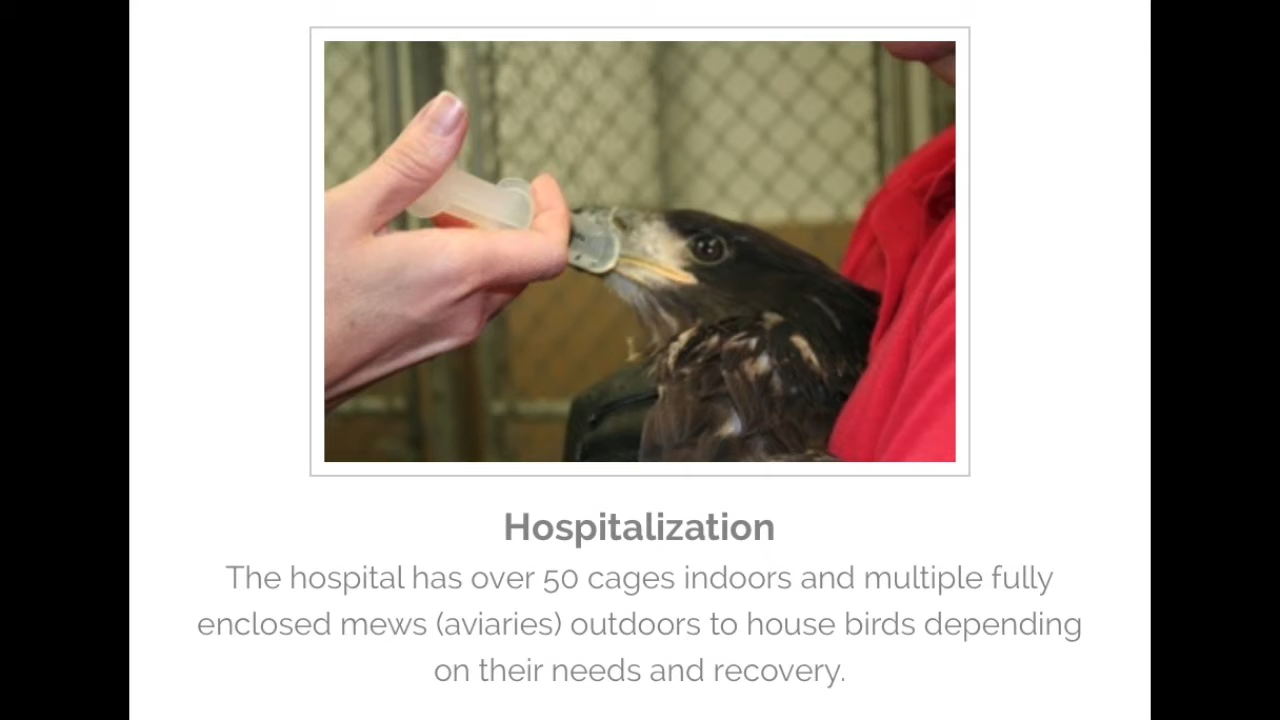 Hospitalization
The hospital has over 50 cages indoors and multiple fully
enclosed mews (aviaries) outdoors to house birds depending
on their needs and recovery.